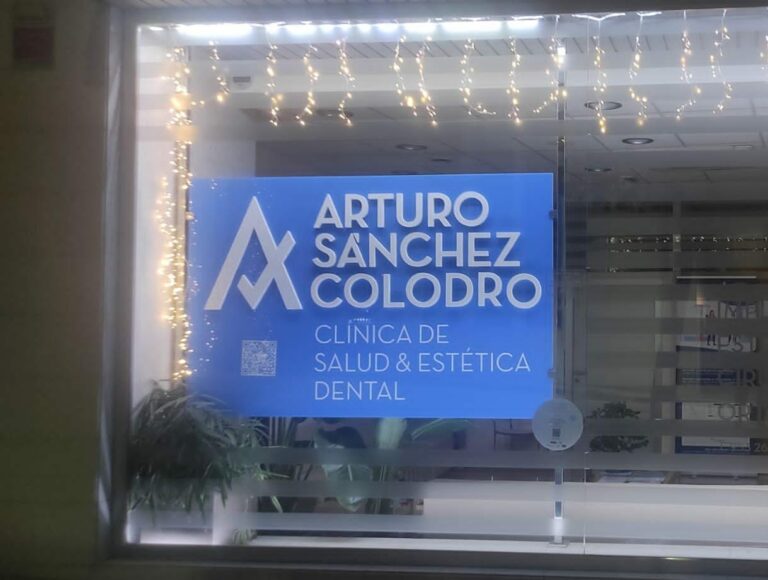 ARTURO
SÁNCHEZ
COLODRO
CLÍNICA DE
SALUD & ESTÉTICA
DENTAL